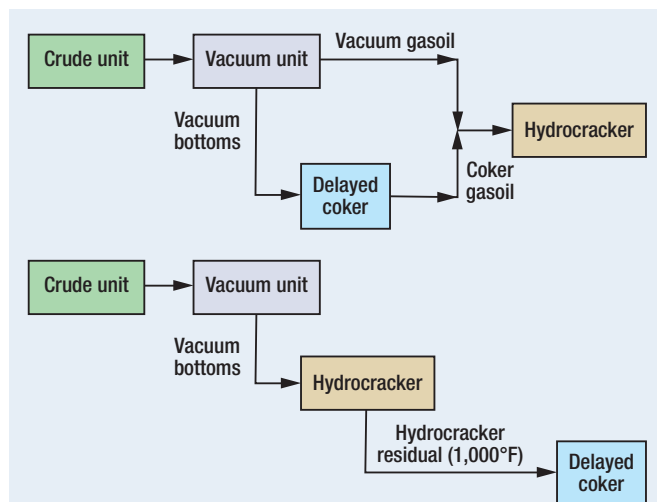 Vacuum gasoil
Crude unit
Vacuum unit
Vacuum
bottoms
Hydrocracker
Delayed
coker
Coker
gasoil
Crude unit
Vacuum unit
Vacuum
bottoms
Hydrocracker
Hydrocracker
residual (1,000°F)
Delayed
coker